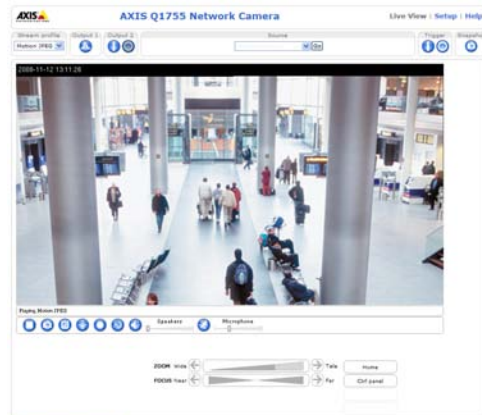 AXIS
AXIS Q1755 Network Camera
Live View | Setup | Help
Stream profile
Output 1
Output 2
Source
Trigger
Snapshot
Motion JPEG
Go
2008-11-12 13:11:28
Playing Motion JPEG
Speakers
Microphone
ZOOM Wide
Tele
Home
FOCUS Near
Far
Ctrl panel